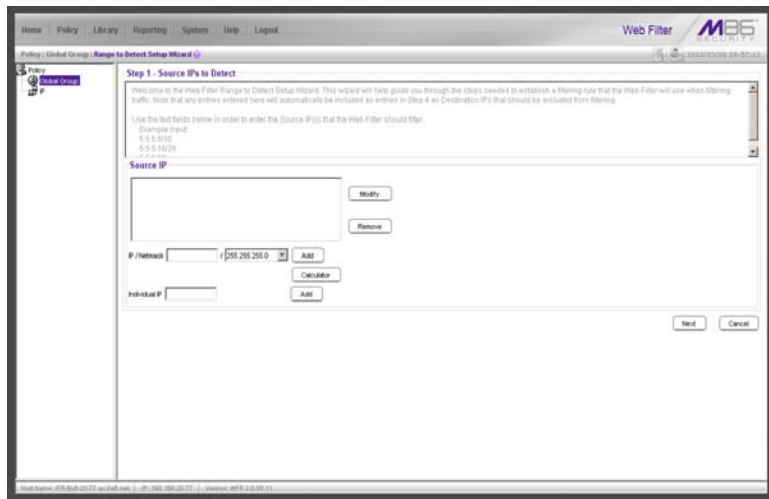 Home | Policy | Library | Reporting | System | Help | Logout
Web Filter
M86
SECURITY
Policy : Global Group : Range to Detect Setup Wizard
Policy
Global Group
IP
Step 1 - Source IPs to Detect
Welcome to the Web Filter Range to Detect Setup Wizard. This wizard will help guide you through the steps needed to establish a filtering rule that the Web Filter will use when filtering
traffic. Note that any entries entered here will automatically be included as entries in Step 4 as Destination IPs that should be excluded from filtering.
Use the text fields below in order to enter the Source IP(s) that the Web Filter should filter.
Example Input
5.5.5.5/30
5.5.5.16/29
Source IP
Modify
Remove
IP / Netmask / 255.255.255.0 Add
Calculator
Individual IP Add
Next Cancel